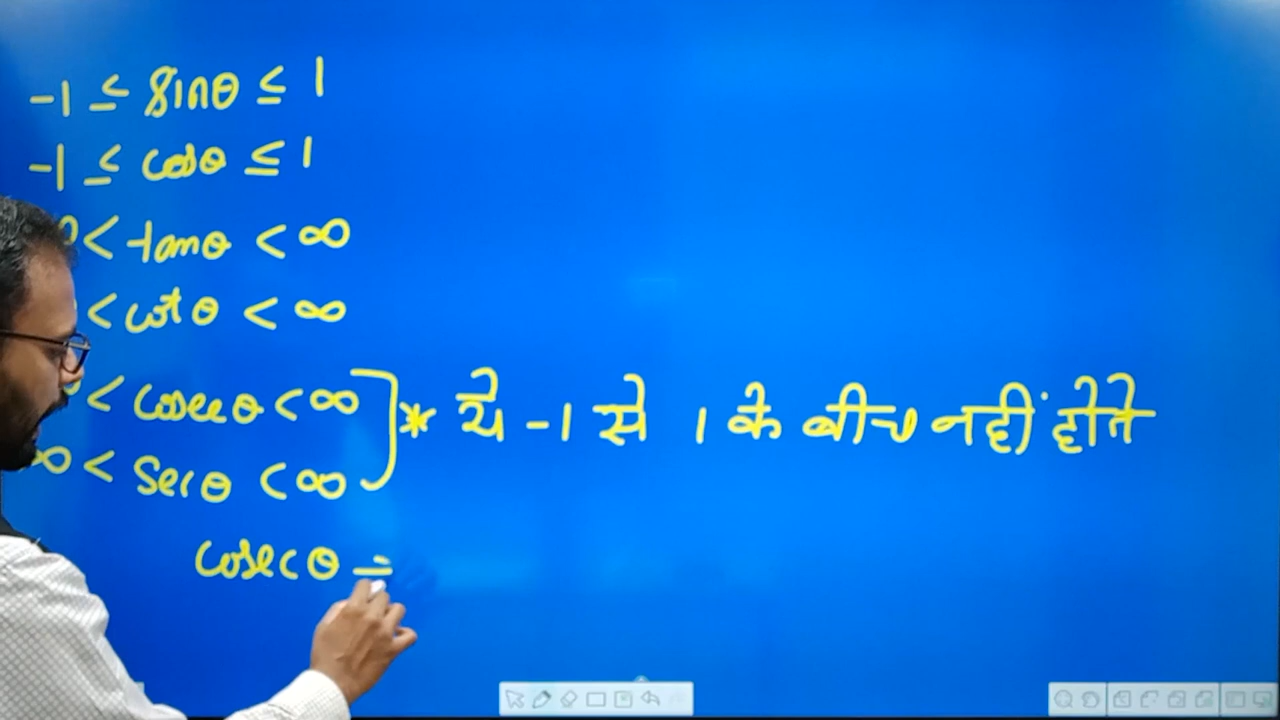 -1 ≤ sinθ ≤ 1
-1 ≤ cosθ ≤ 1
< tanθ < ∞
< cotθ < ∞
< cosecθ < ∞
∞ < secθ < ∞
* ये -1 से 1 के बीच नहीं होते
cosecθ =